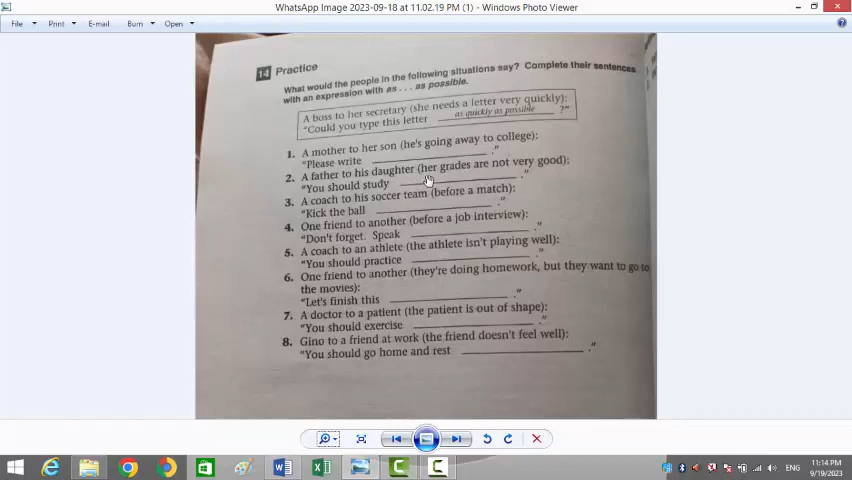 WhatsApp Image 2023-09-18 at 11.02.19 PM (1) - Windows Photo Viewer
File Print E-mail Burn Open
14 Practice
What would the people in the following situations say? Complete their sentences
with an expression with as . . . as possible.
A boss to her secretary (she needs a letter very quickly):
"Could you type this letter as quickly as possible ?"
1. A mother to her son (he's going away to college):
"Please write ."
2. A father to his daughter (her grades are not very good):
"You should study ."
3. A coach to his soccer team (before a match):
"Kick the ball ."
4. One friend to another (before a job interview):
"Don't forget. Speak ."
5. A coach to an athlete (the athlete isn't playing well):
"You should practice ."
6. One friend to another (they're doing homework, but they want to go to
the movies):
"Let's finish this ."
7. A doctor to a patient (the patient is out of shape):
"You should exercise ."
8. Gino to a friend at work (the friend doesn't feel well):
"You should go home and rest ."
ENG
11:14 PM
9/19/2023